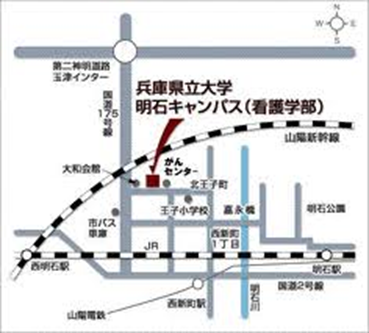 N
W E
S
第二神明道路
玉津インター
国道175号線
兵庫県立大学
明石キャンパス(看護学部)
山陽新幹線
がん
センター
大和会館
北王子町
王子小学校
嘉永橋
明石公園
市バス
車庫
西新町
1丁目
JR
西明石駅
明石駅
国道2号線
明石川
山陽電鉄
西新町駅